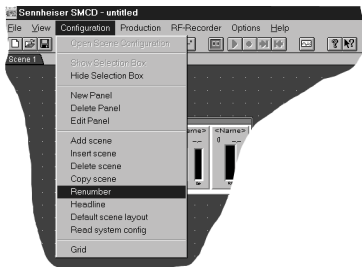 Sennheiser SMCD - untitled
File View Configuration Production RF-Recorder Options Help
Open Scene Configuration
Scene 1
Show Selection Box
Hide Selection Box
New Panel
Delete Panel
Edit Panel
<Name>
Add scene
Insert scene
Delete scene
Copy scene
Renumber
Headline
Default scene layout
Read system config
Grid